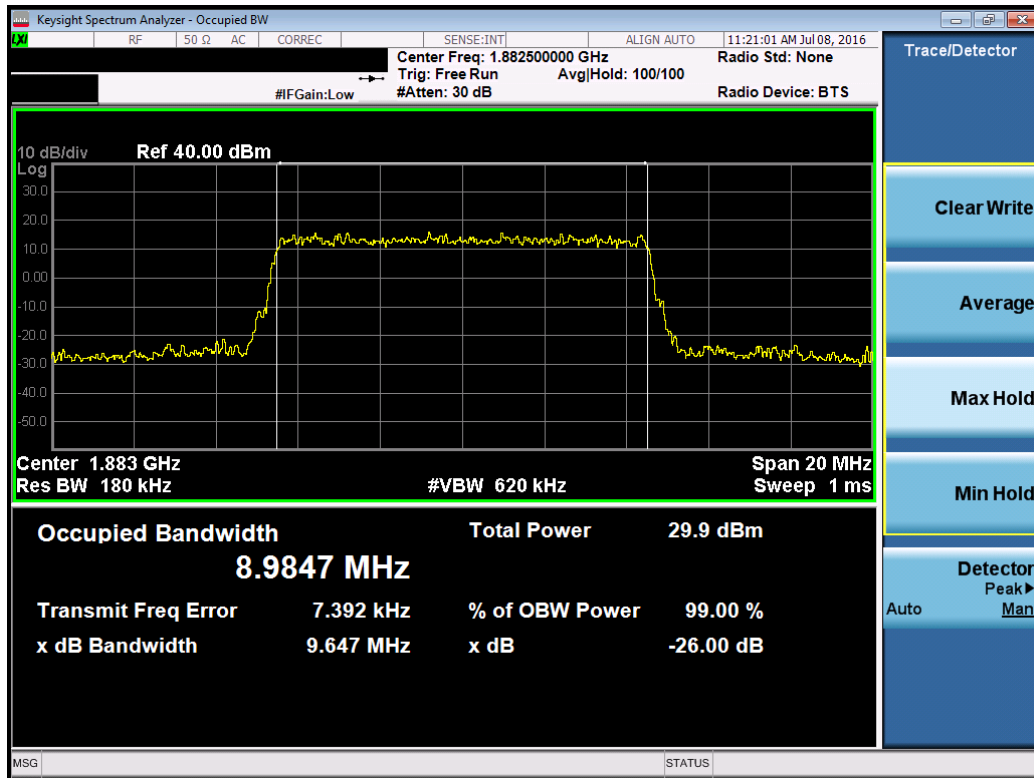 Keysight Spectrum Analyzer - Occupied BW
LXI RF 50 Ω AC CORREC SENSE:INT ALIGN AUTO 11:21:01 AM Jul 08, 2016
Center Freq: 1.882500000 GHz Radio Std: None
Trig: Free Run Avg|Hold: 100/100
#IFGain:Low #Atten: 30 dB Radio Device: BTS
10 dB/div Ref 40.00 dBm
Log
30.0
20.0
10.0
0.00
-10.0
-20.0
-30.0
-40.0
-50.0
Center 1.883 GHz Span 20 MHz
Res BW 180 kHz #VBW 620 kHz Sweep 1 ms
Occupied Bandwidth Total Power 29.9 dBm
8.9847 MHz
Transmit Freq Error 7.392 kHz % of OBW Power 99.00 %
x dB Bandwidth 9.647 MHz x dB -26.00 dB
MSG STATUS
Trace/Detector
Clear Write
Average
Max Hold
Min Hold
Detector
Peak▶
Auto Man